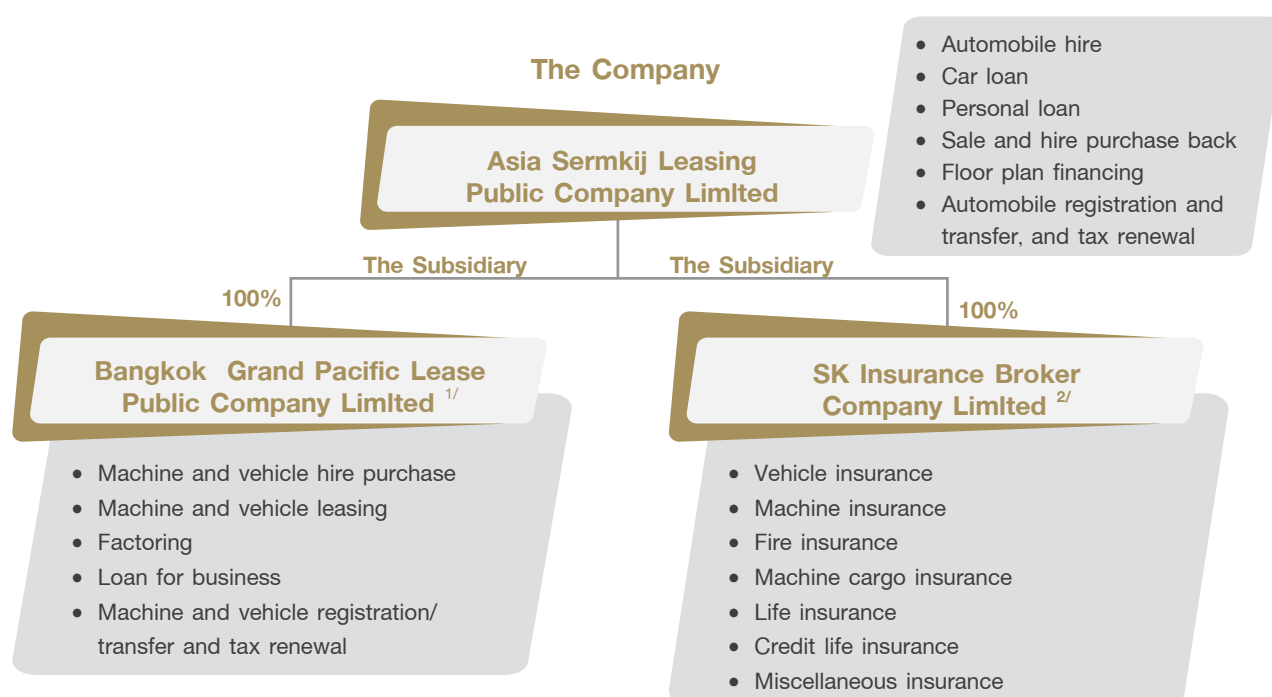 The Company
Asia Sermkij Leasing
Public Company Limlted
• Automobile hire
• Car loan
• Personal loan
• Sale and hire purchase back
• Floor plan financing
• Automobile registration and
transfer, and tax renewal
The Subsidiary
The Subsidiary
100%
100%
Bangkok Grand Pacific Lease
Public Company Limlted 1/
• Machine and vehicle hire purchase
• Machine and vehicle leasing
• Factoring
• Loan for business
• Machine and vehicle registration/
transfer and tax renewal
SK Insurance Broker
Company Limlted 2/
• Vehicle insurance
• Machine insurance
• Fire insurance
• Machine cargo insurance
• Life insurance
• Credit life insurance
• Miscellaneous insurance